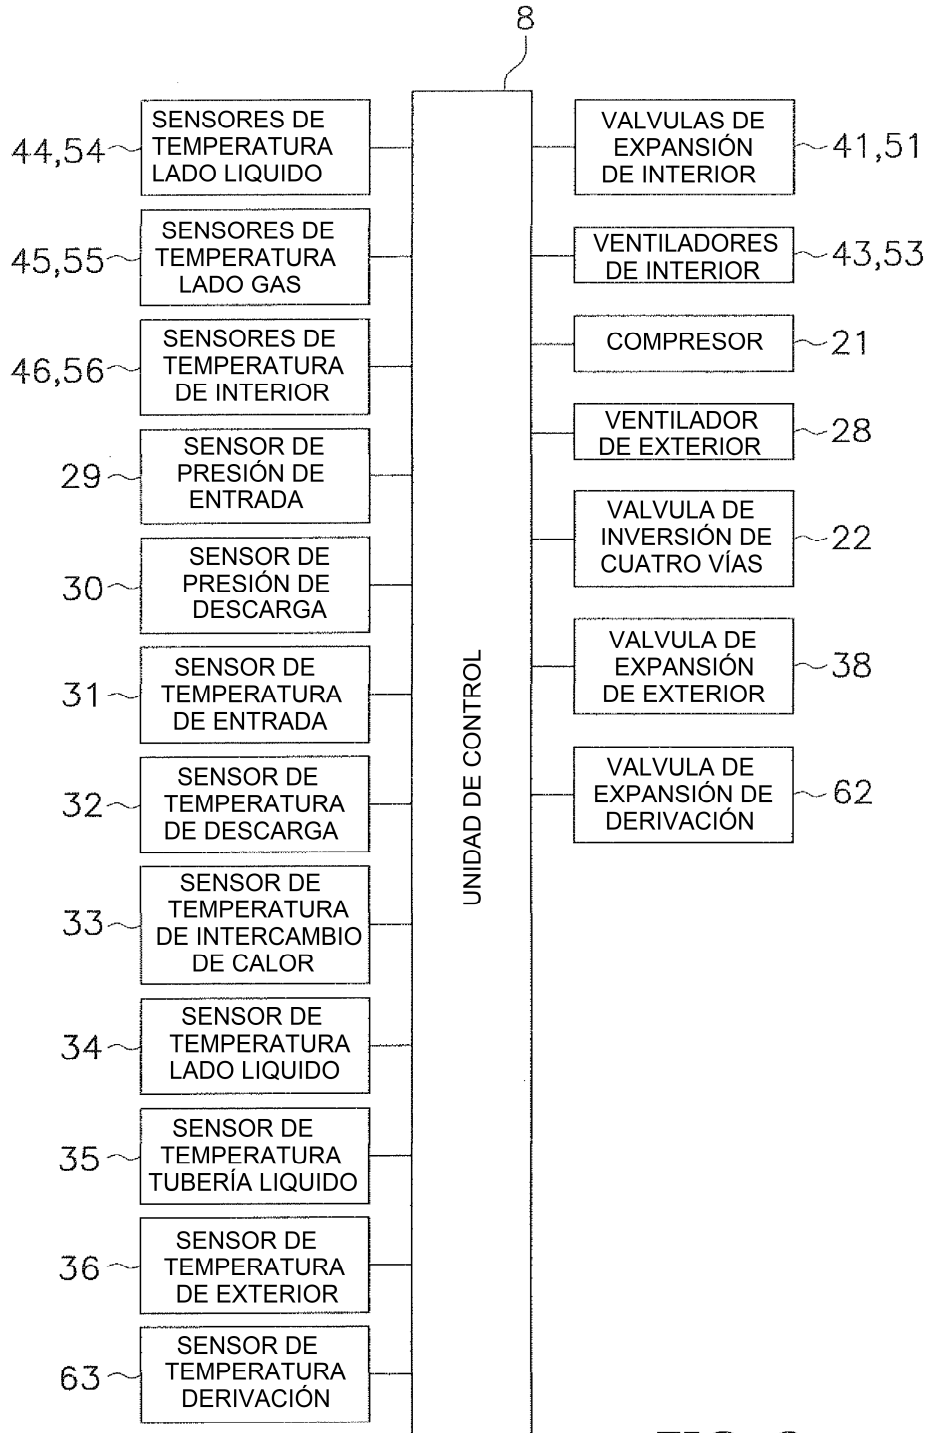 8
44,54
SENSORES DE
TEMPERATURA
LADO LIQUIDO
45,55
SENSORES DE
TEMPERATURA
LADO GAS
46,56
SENSORES DE
TEMPERATURA
DE INTERIOR
29
SENSOR DE
PRESIÓN DE
ENTRADA
30
SENSOR DE
PRESIÓN DE
DESCARGA
31
SENSOR DE
TEMPERATURA
DE ENTRADA
32
SENSOR DE
TEMPERATURA
DE DESCARGA
33
SENSOR DE
TEMPERATURA
DE INTERCAMBIO
DE CALOR
34
SENSOR DE
TEMPERATURA
LADO LIQUIDO
35
SENSOR DE
TEMPERATURA
TUBERÍA LIQUIDO
36
SENSOR DE
TEMPERATURA
DE EXTERIOR
63
SENSOR DE
TEMPERATURA
DERIVACIÓN
UNIDAD DE CONTROL
VALVULAS DE
EXPANSIÓN
DE INTERIOR
41,51
VENTILADORES
DE INTERIOR
43,53
COMPRESOR
21
VENTILADOR
DE EXTERIOR
28
VALVULA DE
INVERSIÓN DE
CUATRO VÍAS
22
VALVULA DE
EXPANSIÓN
DE EXTERIOR
38
VALVULA DE
EXPANSIÓN DE
DERIVACIÓN
62